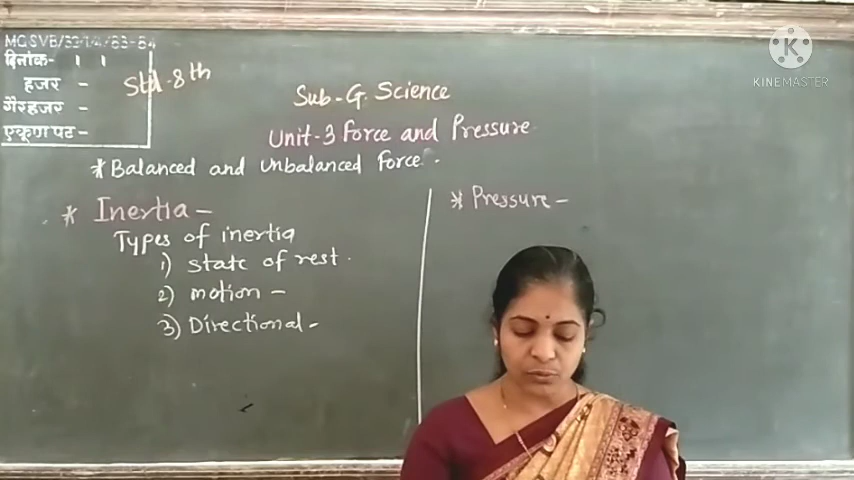 MGSVB/33
दिनांक-
हजर -
गैरहजर -
एकूण पट -
Std-8th
KINEMASTER
Sub-G. Science
Unit-3 Force and Pressure
* Balanced and Unbalanced Force -
* Inertia -
Types of inertia
1) state of rest.
2) motion -
3) Directional -
* Pressure -